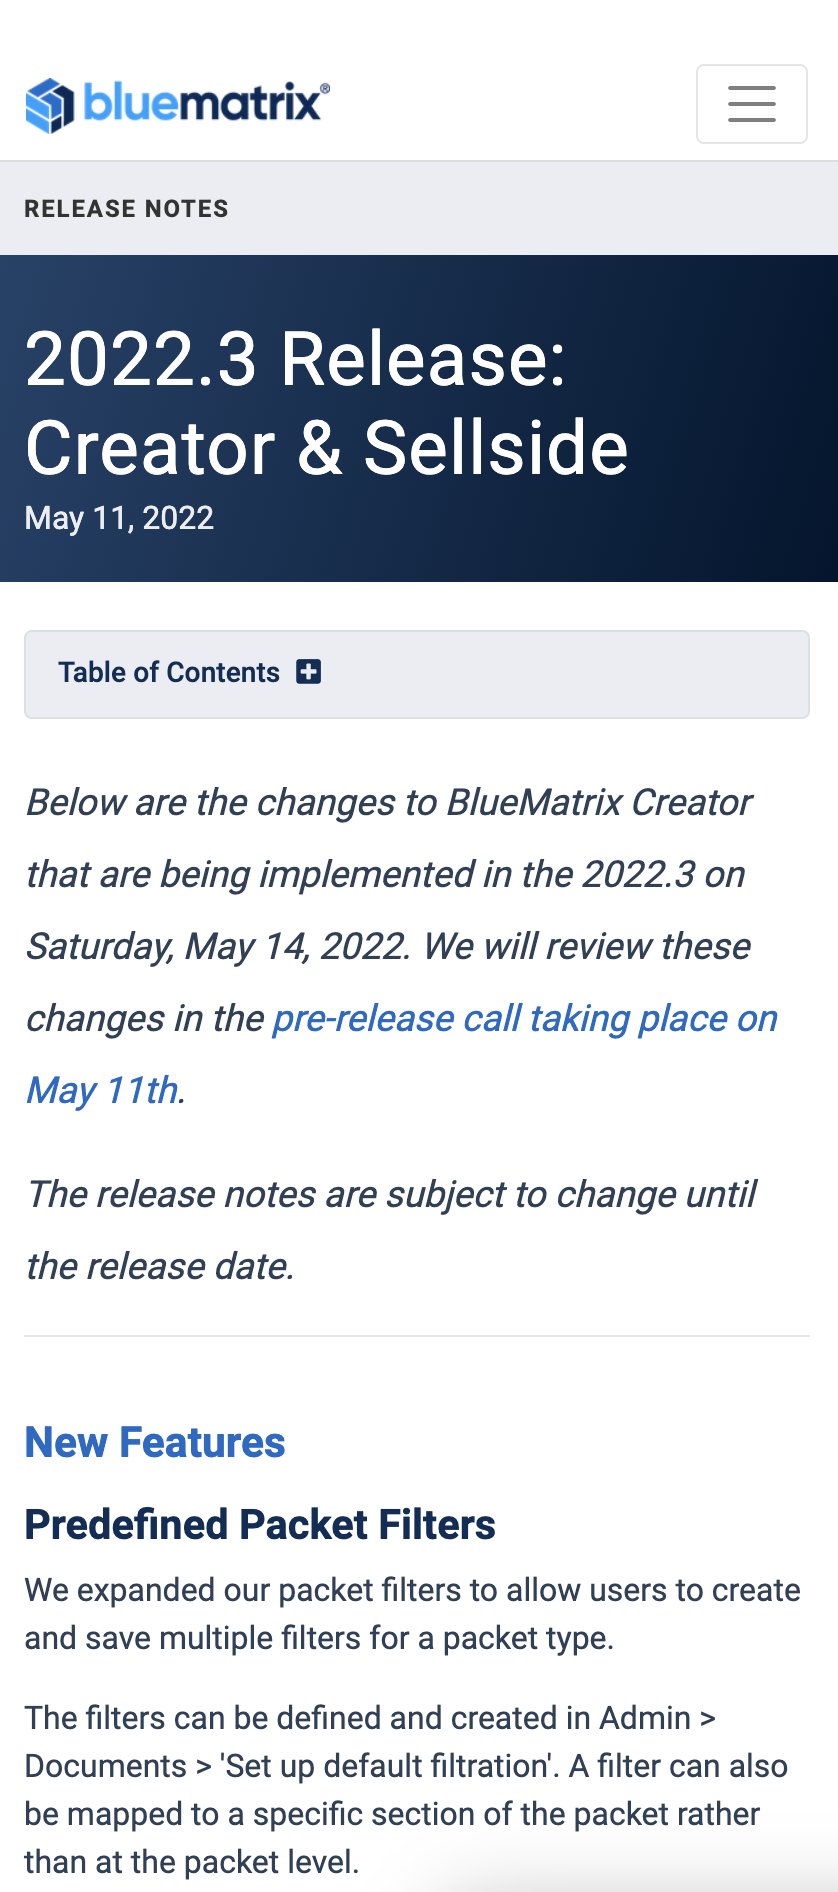 bluematrix®
RELEASE NOTES
2022.3 Release:
Creator & Sellside
May 11, 2022
Table of Contents
Below are the changes to BlueMatrix Creator
that are being implemented in the 2022.3 on
Saturday, May 14, 2022. We will review these
changes in the pre-release call taking place on
May 11th.
The release notes are subject to change until
the release date.
New Features
Predefined Packet Filters
We expanded our packet filters to allow users to create
and save multiple filters for a packet type.
The filters can be defined and created in Admin >
Documents > 'Set up default filtration'. A filter can also
be mapped to a specific section of the packet rather
than at the packet level.